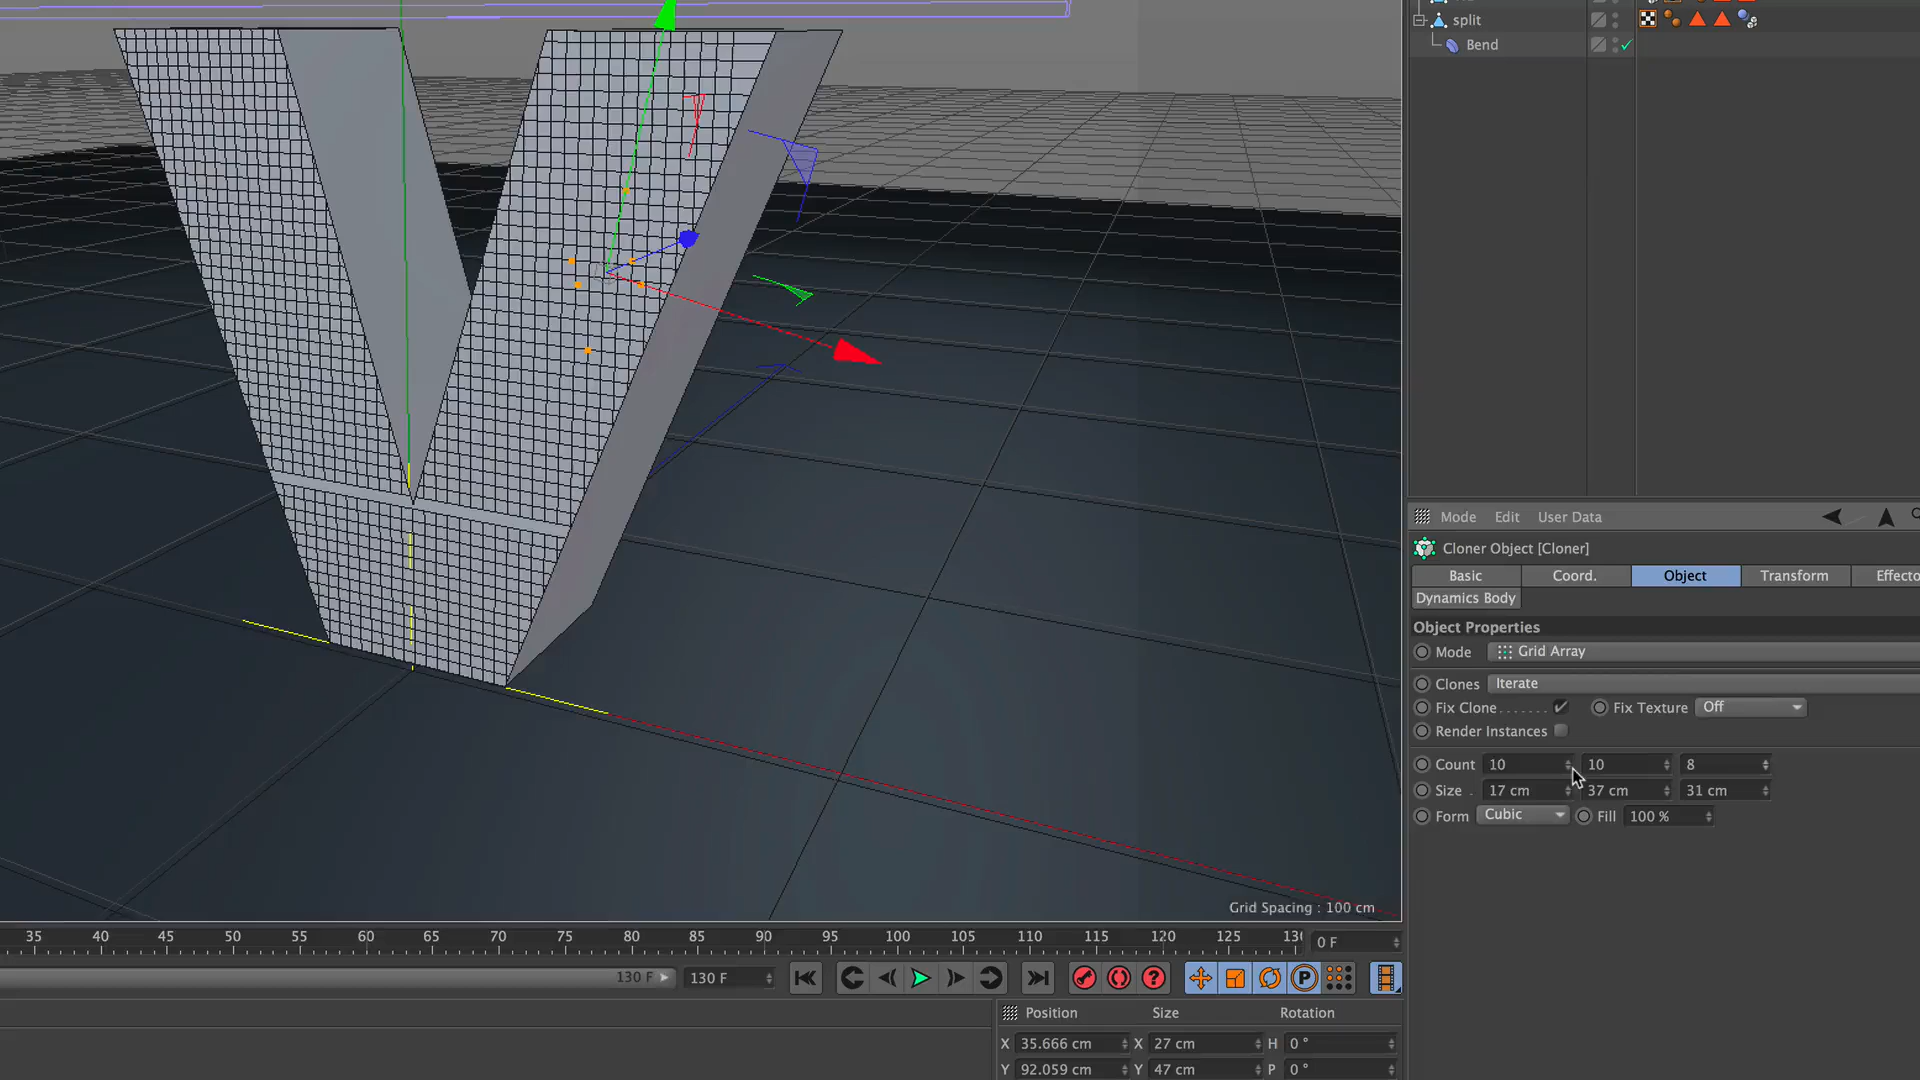 split
Bend
Mode Edit User Data
Cloner Object [Cloner]
Basic Coord. Object Transform Effecto
Dynamics Body
Object Properties
Mode Grid Array
Clones Iterate
Fix Clone....... Fix Texture Off
Render Instances
Count 10 10 8
Size . 17 cm 37 cm 31 cm
Form Cubic Fill 100 %
Grid Spacing : 100 cm
35 40 45 50 55 60 65 70 75 80 85 90 95 100 105 110 115 120 125 130 0 F
130 F 130 F
Position Size Rotation
X 35.666 cm X 27 cm H 0 °
Y 92.059 cm Y 47 cm P 0 °